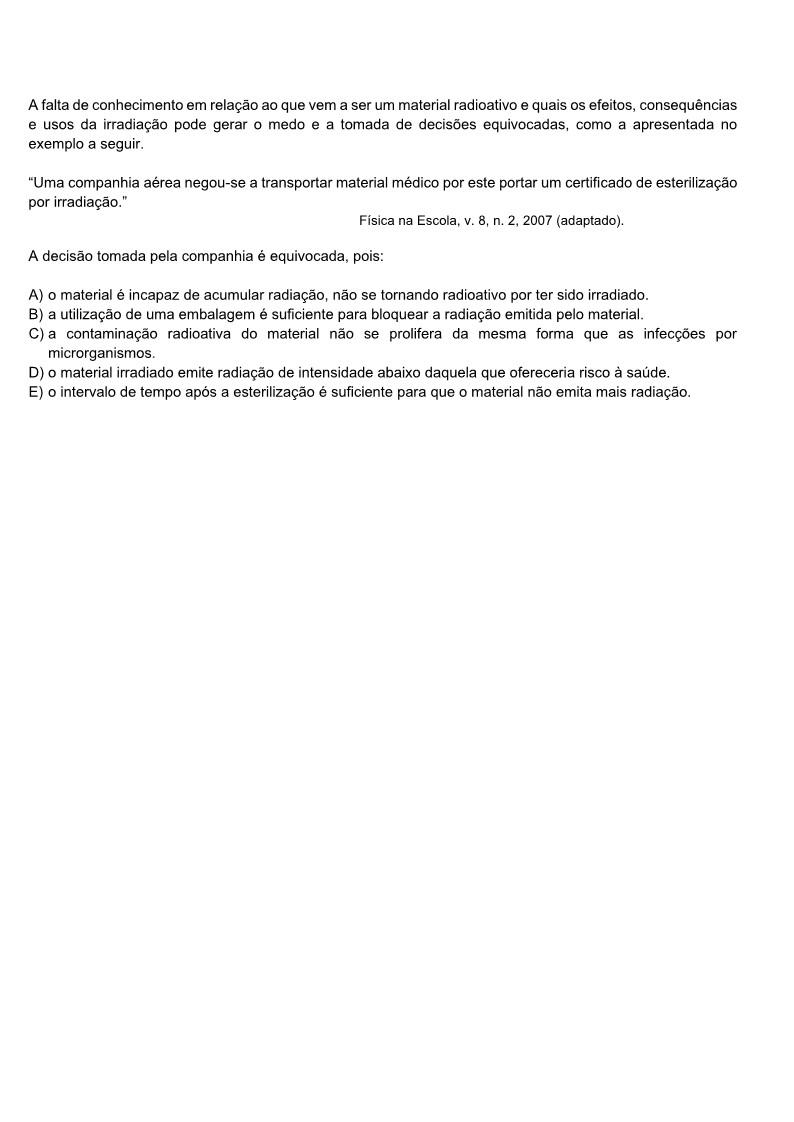 A falta de conhecimento em relação ao que vem a ser um material radioativo e quais os efeitos, consequências
e usos da irradiação pode gerar o medo e a tomada de decisões equivocadas, como a apresentada no
exemplo a seguir.
“Uma companhia aérea negou-se a transportar material médico por este portar um certificado de esterilização
por irradiação.”
Física na Escola, v. 8, n. 2, 2007 (adaptado).
A decisão tomada pela companhia é equivocada, pois:
A) o material é incapaz de acumular radiação, não se tornando radioativo por ter sido irradiado.
B) a utilização de uma embalagem é suficiente para bloquear a radiação emitida pelo material.
C) a contaminação radioativa do material não se prolifera da mesma forma que as infecções por
microrganismos.
D) o material irradiado emite radiação de intensidade abaixo daquela que ofereceria risco à saúde.
E) o intervalo de tempo após a esterilização é suficiente para que o material não emita mais radiação.